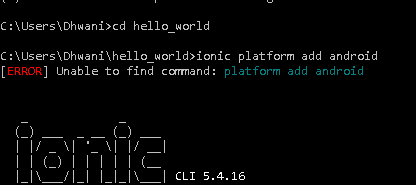 C:\Users\Dhwani>cd hello_world
C:\Users\Dhwani\hello_world>ionic platform add android
[ERROR] Unable to find command: platform add android
ionic
CLI 5.4.16